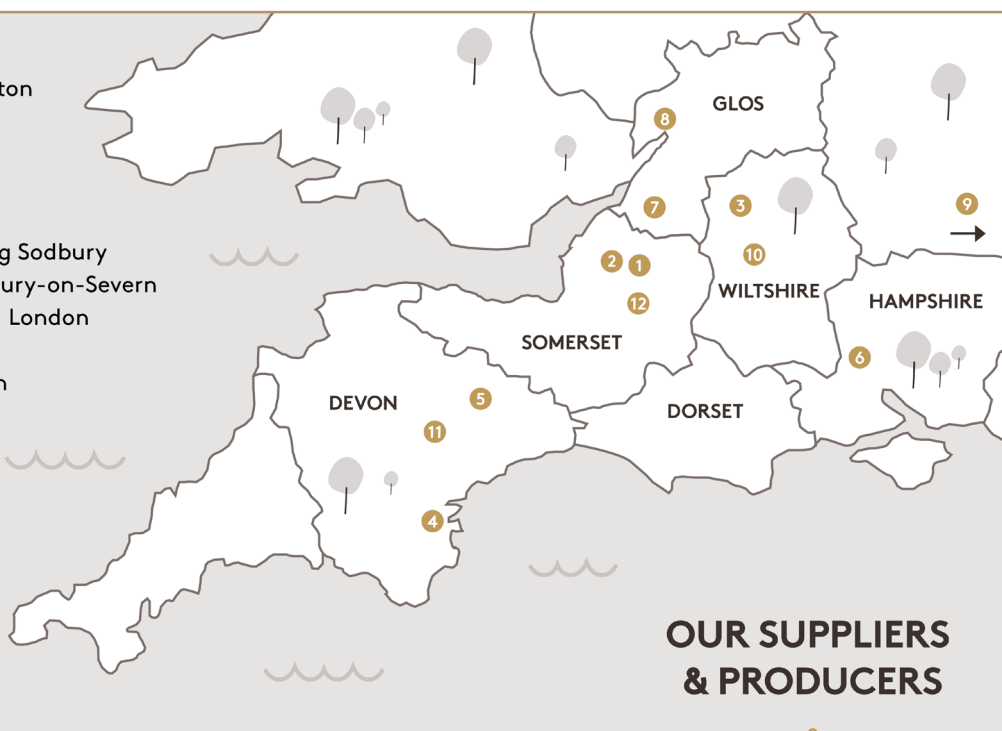 ton
g Sodbury
ury-on-Severn
London
n
GLOS
8
7
3
9
10
2
1
12
WILTSHIRE
HAMPSHIRE
SOMERSET
6
DEVON
5
DORSET
11
4
OUR SUPPLIERS
& PRODUCERS